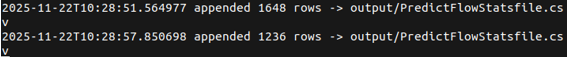 2025-11-22T10:28:51.564977 appended 1648 rows -> output/PredictFlowStatsfile.cs
v
2025-11-22T10:28:57.850698 appended 1236 rows -> output/PredictFlowStatsfile.cs
v